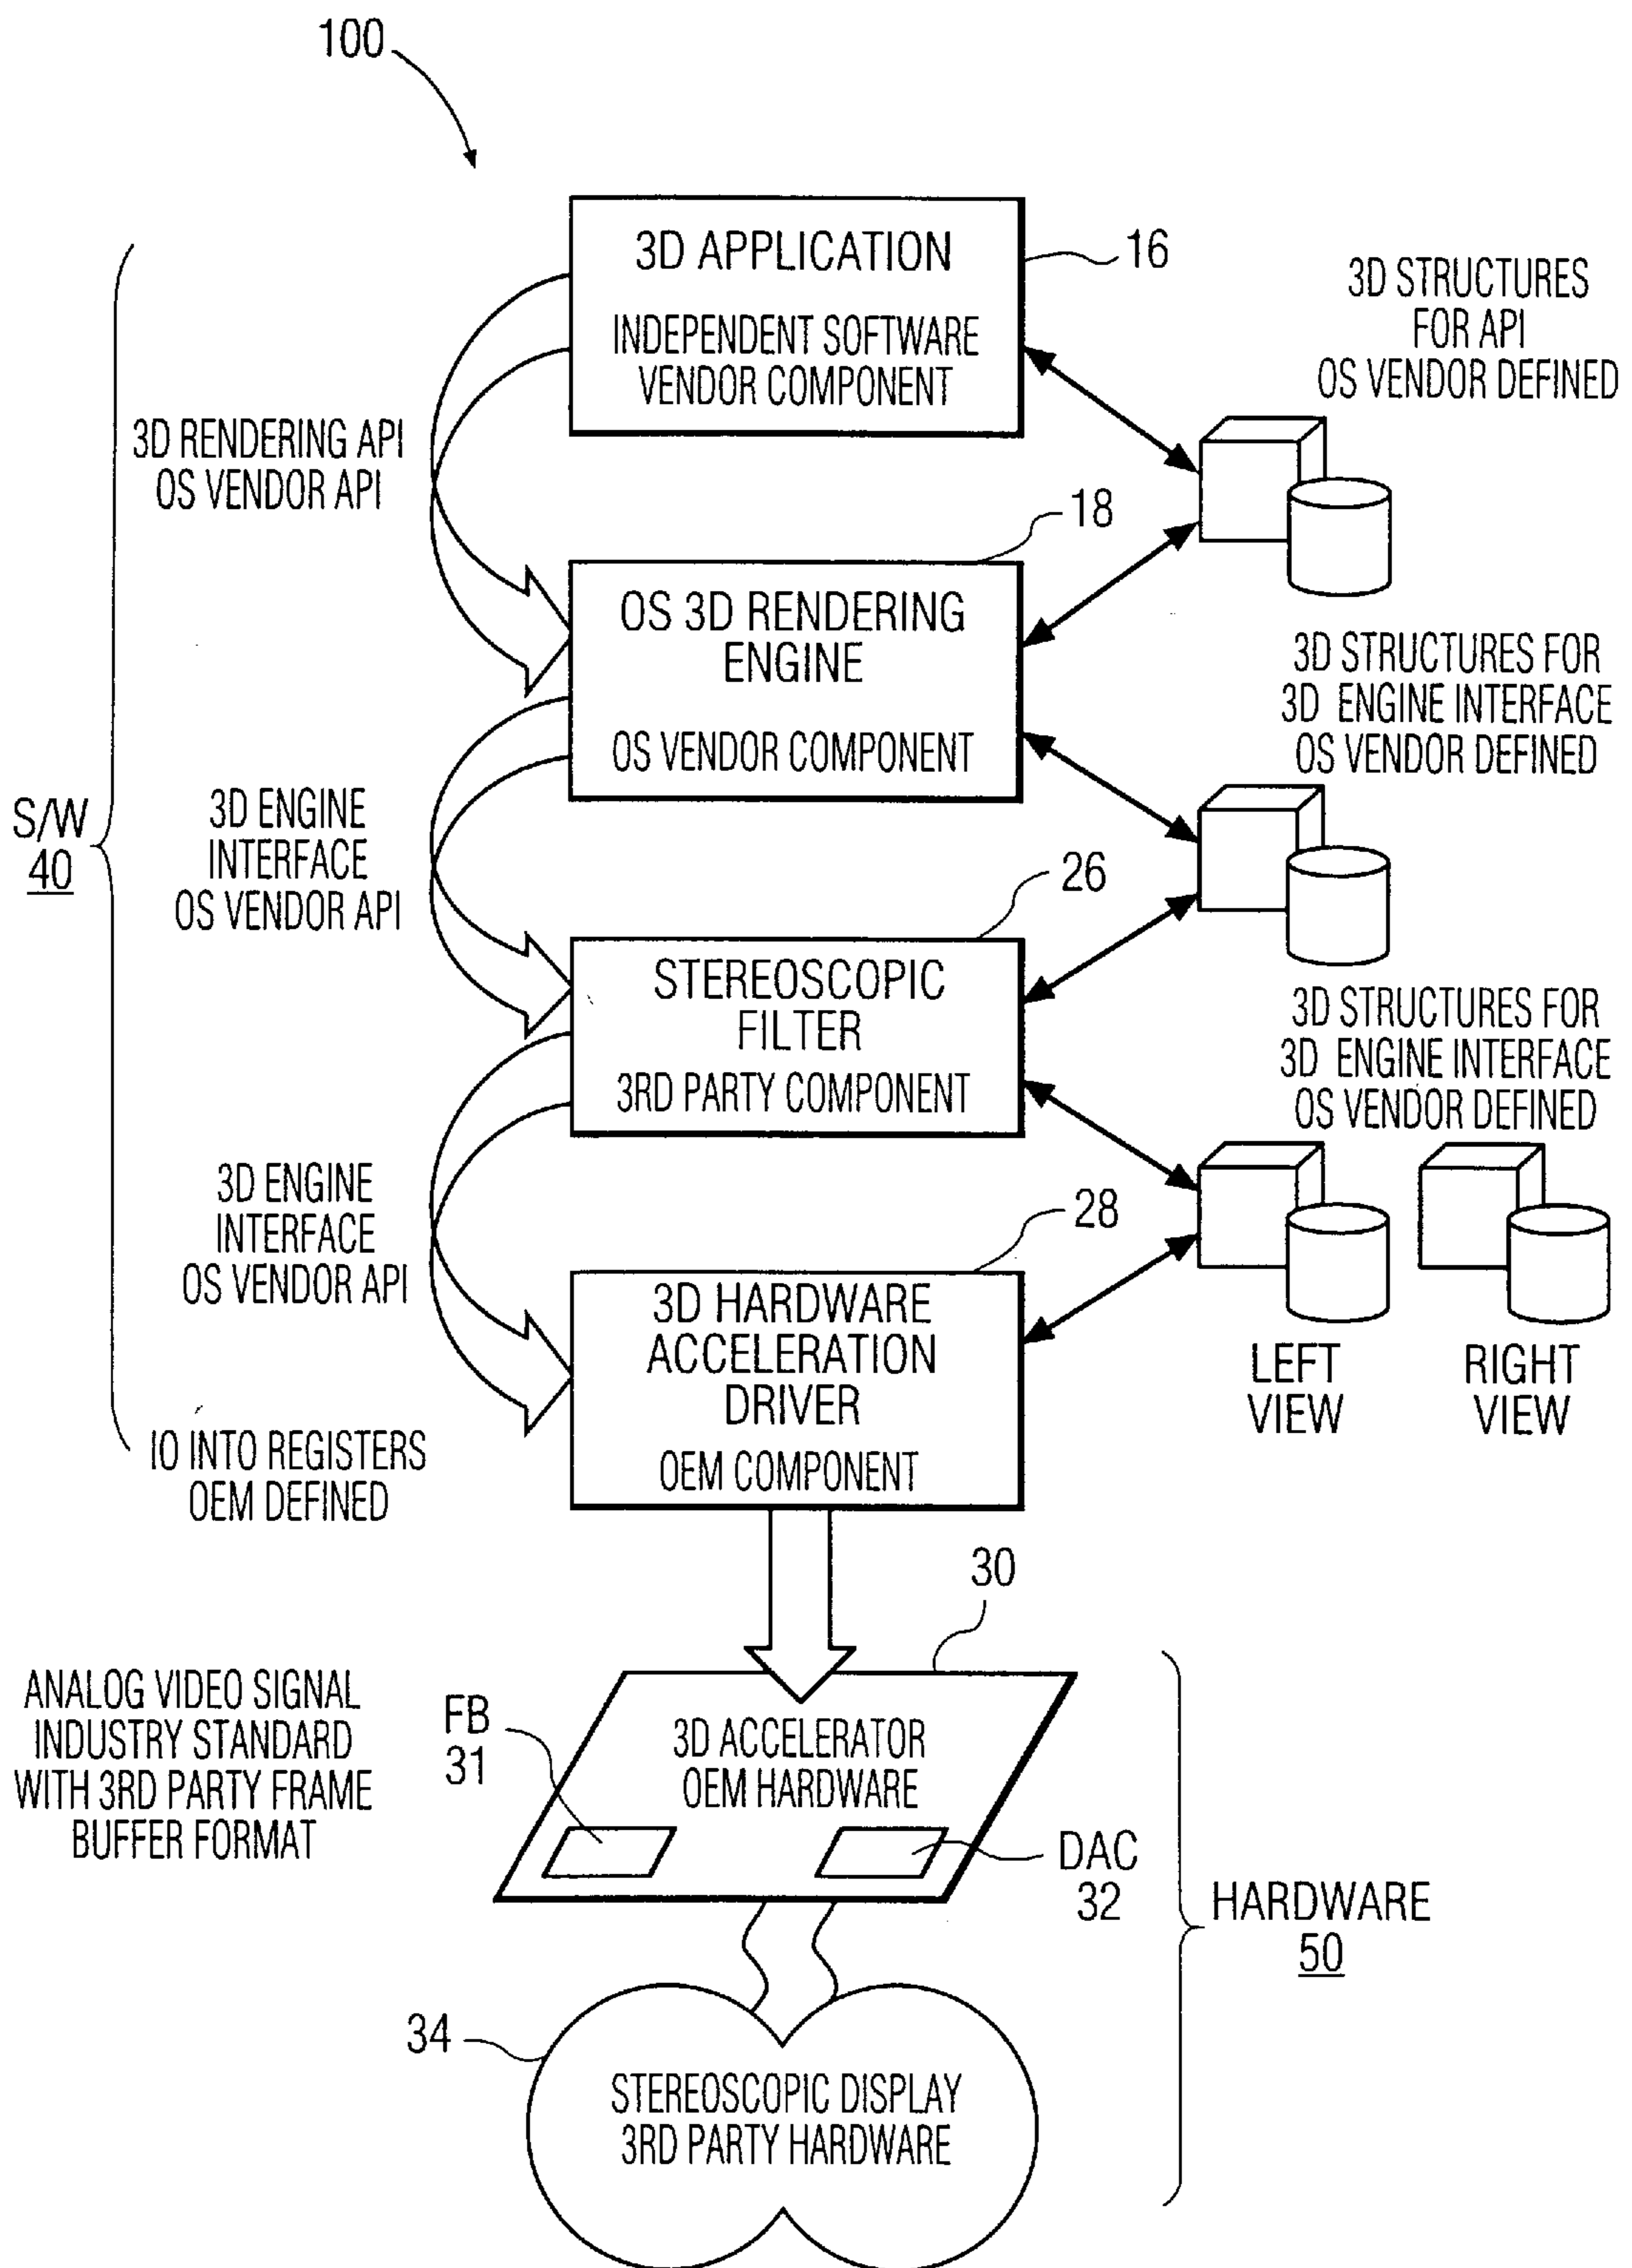 100
3D APPLICATION
INDEPENDENT SOFTWARE
VENDOR COMPONENT
16
3D STRUCTURES
FOR API
OS VENDOR DEFINED
3D RENDERING API
OS VENDOR API
18
OS 3D RENDERING
ENGINE
OS VENDOR COMPONENT
3D STRUCTURES FOR
3D ENGINE INTERFACE
OS VENDOR DEFINED
S/W
40
3D ENGINE
INTERFACE
OS VENDOR API
26
STEREOSCOPIC
FILTER
3RD PARTY COMPONENT
3D STRUCTURES FOR
3D ENGINE INTERFACE
OS VENDOR DEFINED
3D ENGINE
INTERFACE
OS VENDOR API
28
3D HARDWARE
ACCELERATION
DRIVER
OEM COMPONENT
LEFT
VIEW
RIGHT
VIEW
IO INTO REGISTERS
OEM DEFINED
30
ANALOG VIDEO SIGNAL
INDUSTRY STANDARD
WITH 3RD PARTY FRAME
BUFFER FORMAT
FB
31
3D ACCELERATOR
OEM HARDWARE
DAC
32
HARDWARE
50
34
STEREOSCOPIC DISPLAY
3RD PARTY HARDWARE